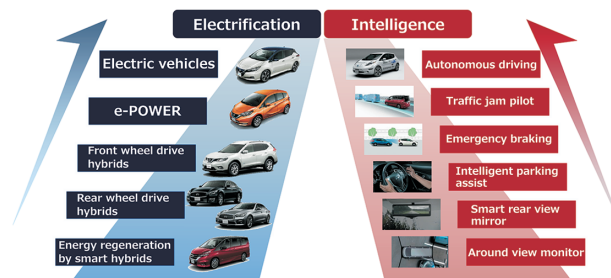 Electrification
Intelligence
Electric vehicles
e-POWER
Front wheel drive
hybrids
Rear wheel drive
hybrids
Energy regeneration
by smart hybrids
Autonomous driving
Traffic jam pilot
Emergency braking
Intelligent parking
assist
Smart rear view
mirror
Around view monitor